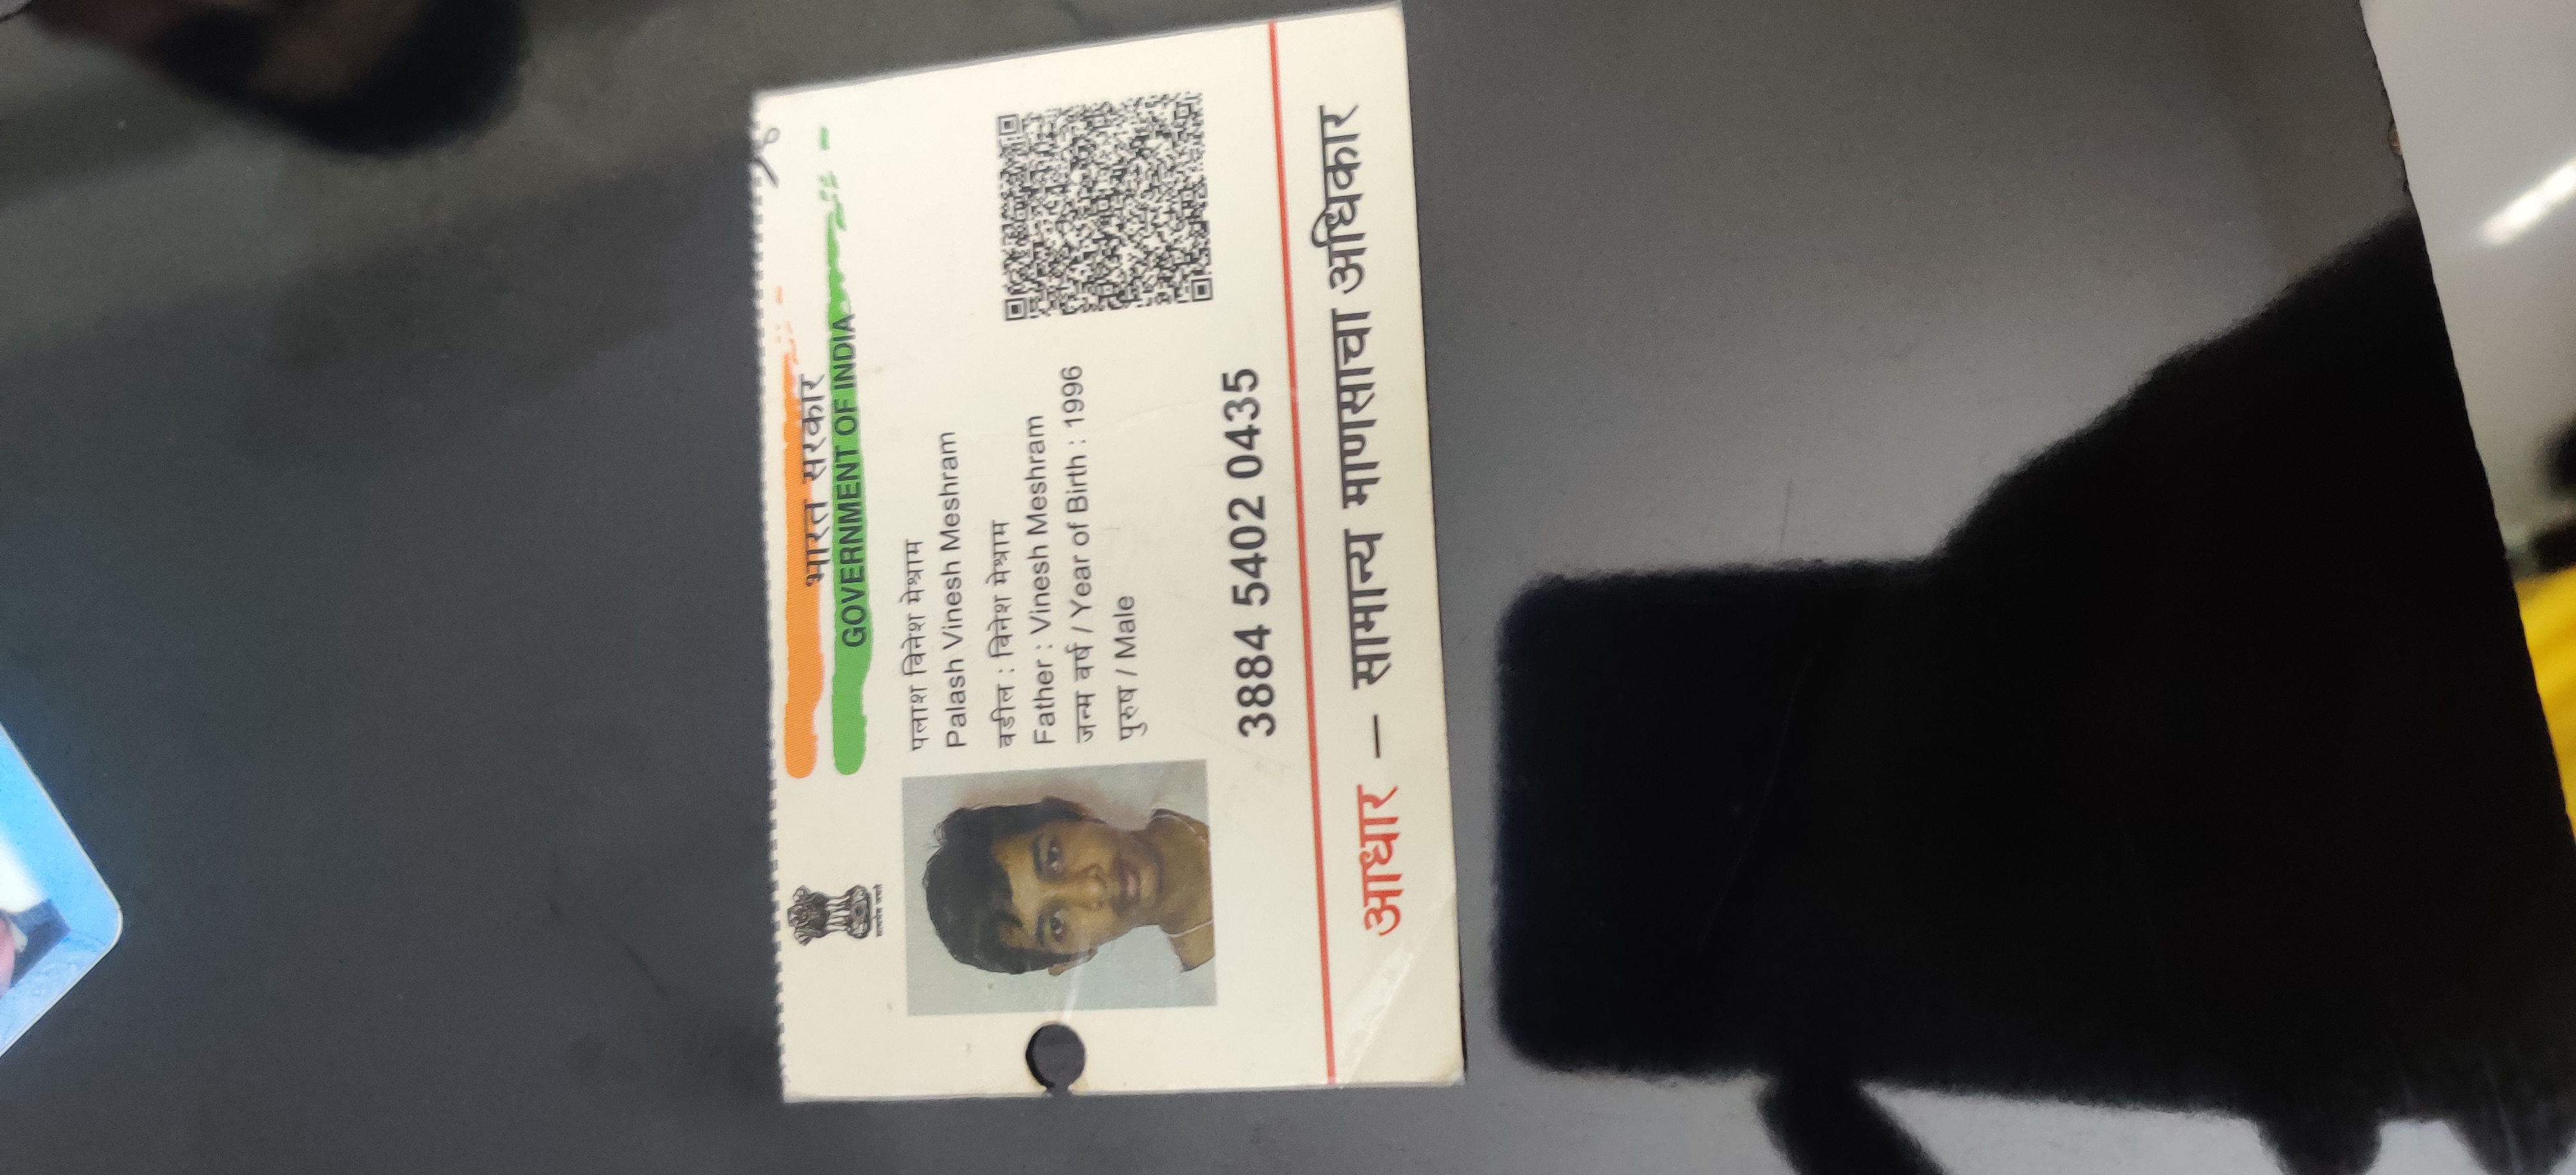 भारत सरकार
GOVERNMENT OF INDIA
सत्यमेव जयते
पलाश विनेश मेश्राम
Palash Vinesh Meshram
वडील : विनेश मेश्राम
Father : Vinesh Meshram
जन्म वर्ष / Year of Birth : 1996
पुरुष / Male
3884 5402 0435
आधार — सामान्य माणसाचा अधिकार